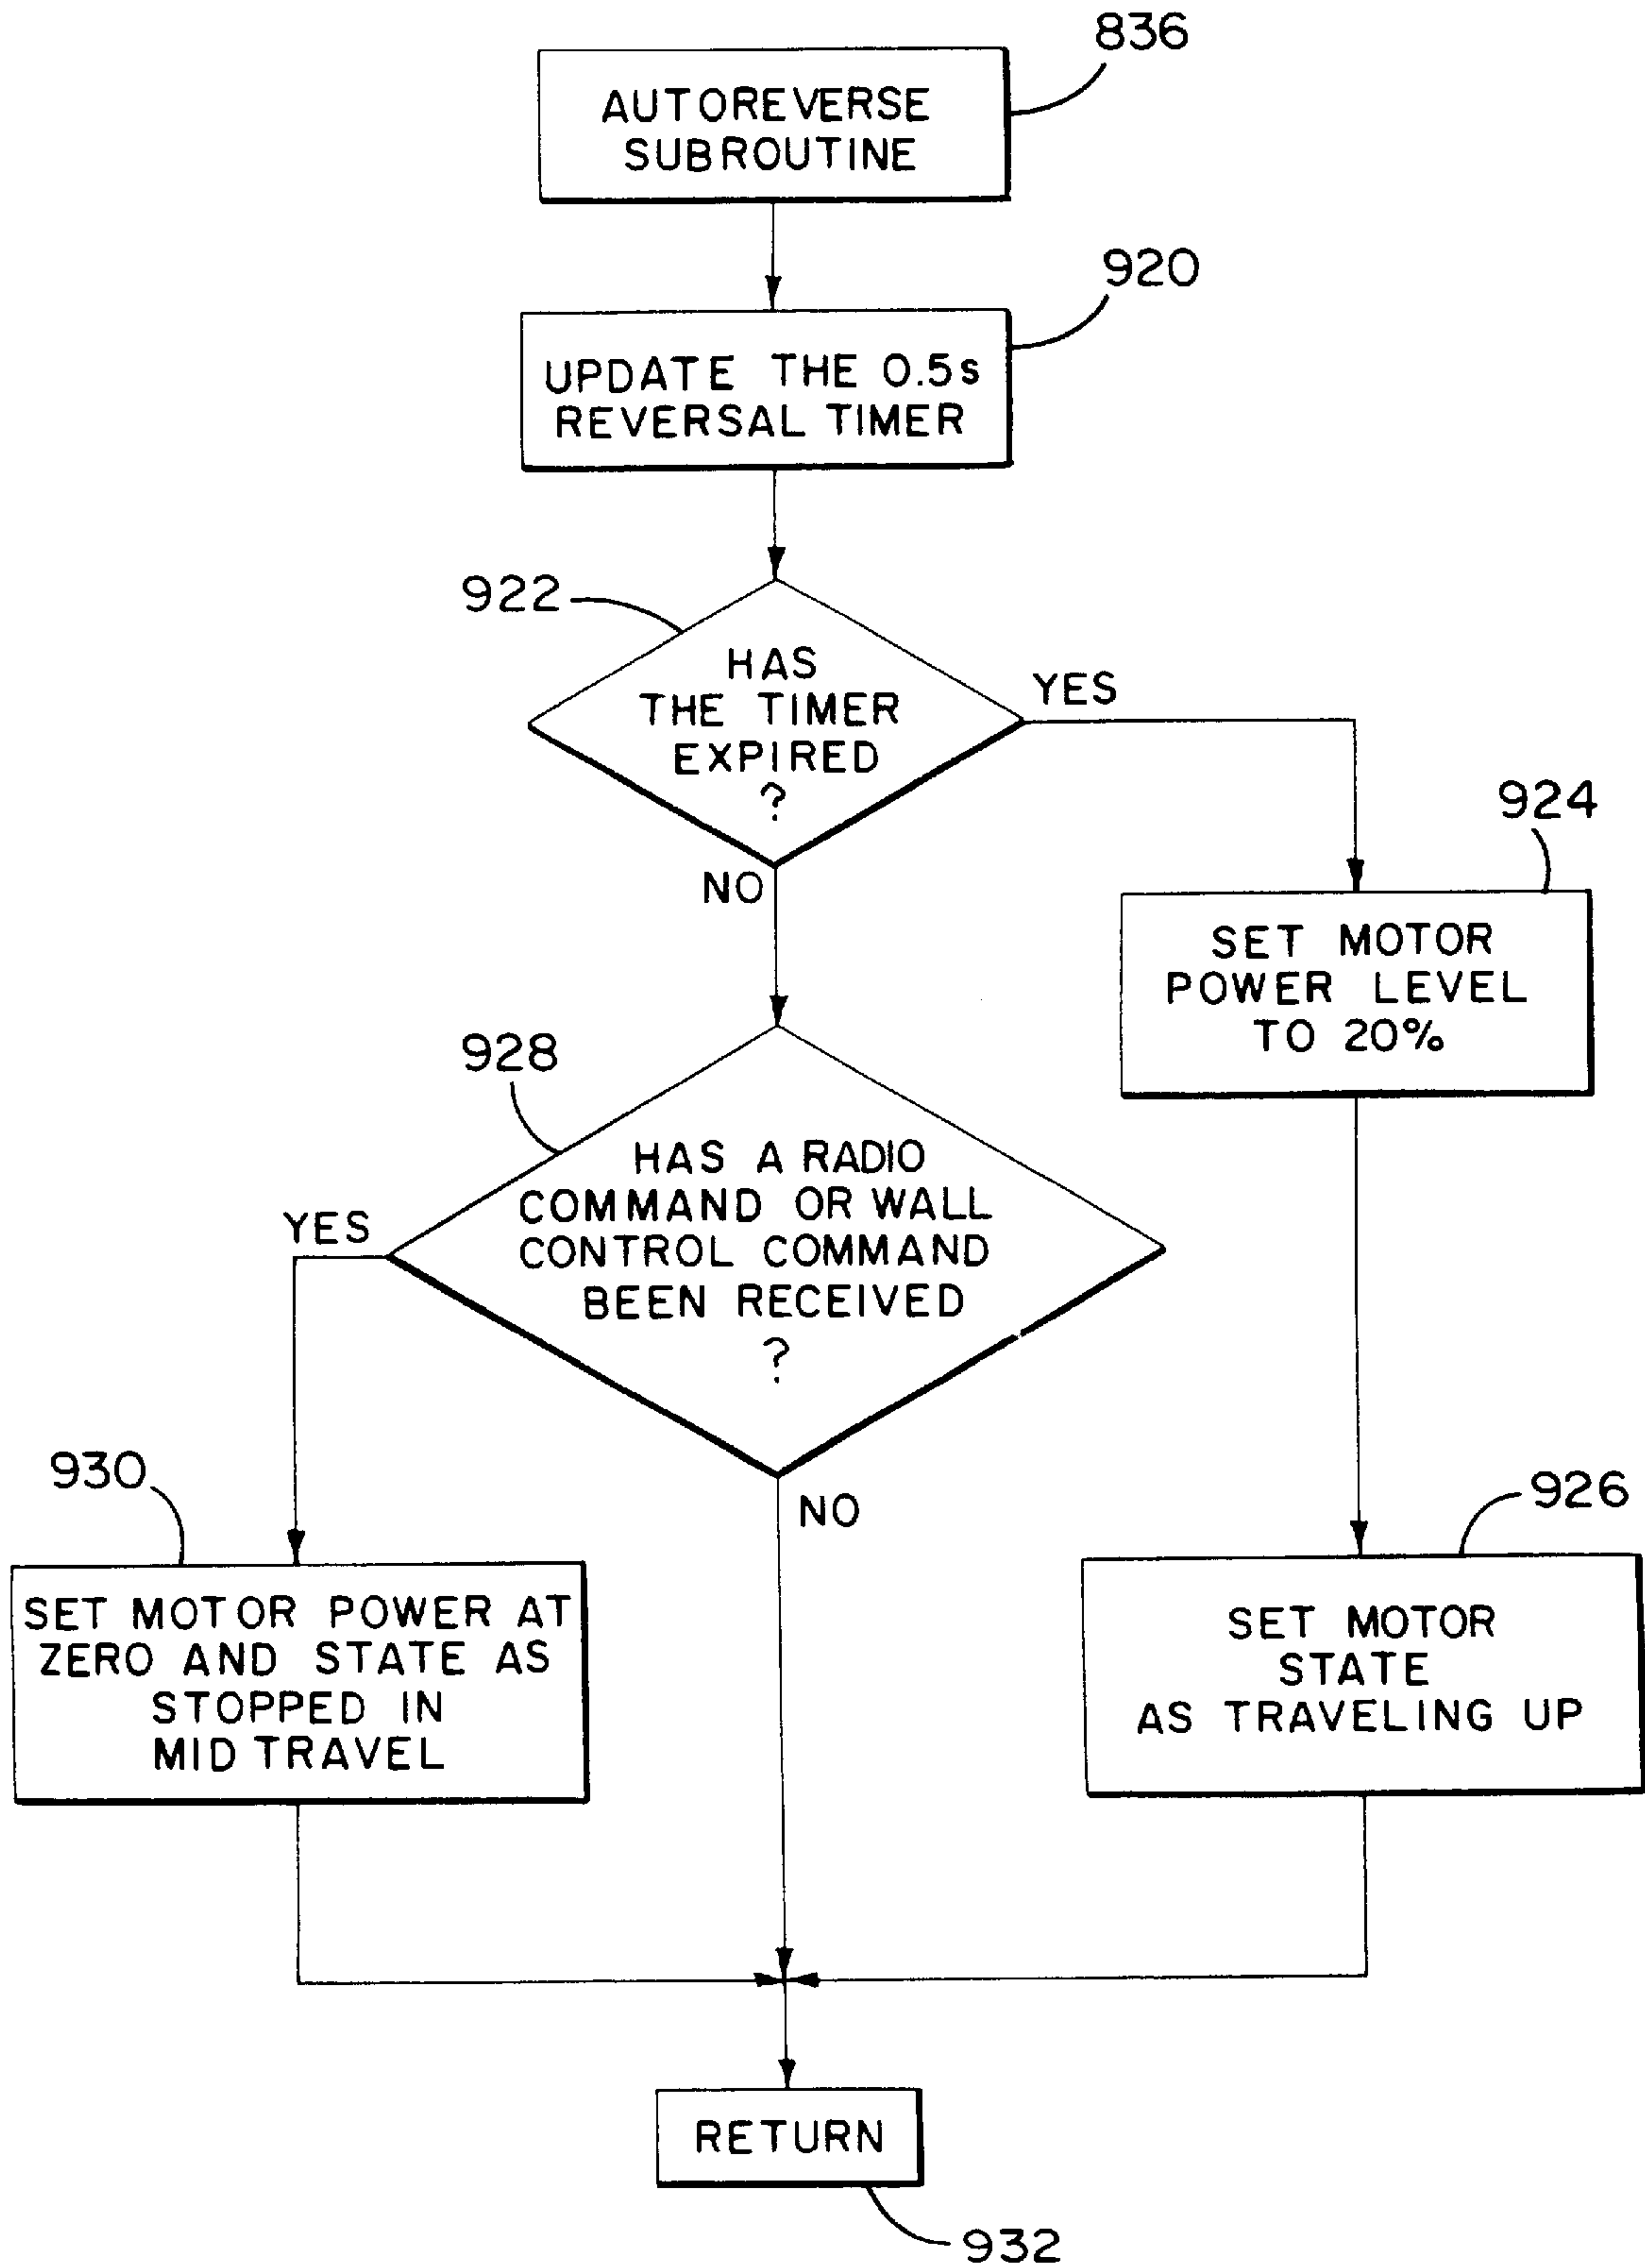 836
AUTOREVERSE
SUBROUTINE
920
UPDATE THE 0.5s
REVERSAL TIMER
922
HAS
THE TIMER
EXPIRED
?
YES
NO
924
SET MOTOR
POWER LEVEL
TO 20%
928
HAS A RADIO
COMMAND OR WALL
CONTROL COMMAND
BEEN RECEIVED
?
YES
NO
930
SET MOTOR POWER AT
ZERO AND STATE AS
STOPPED IN
MID TRAVEL
926
SET MOTOR
STATE
AS TRAVELING UP
RETURN
932